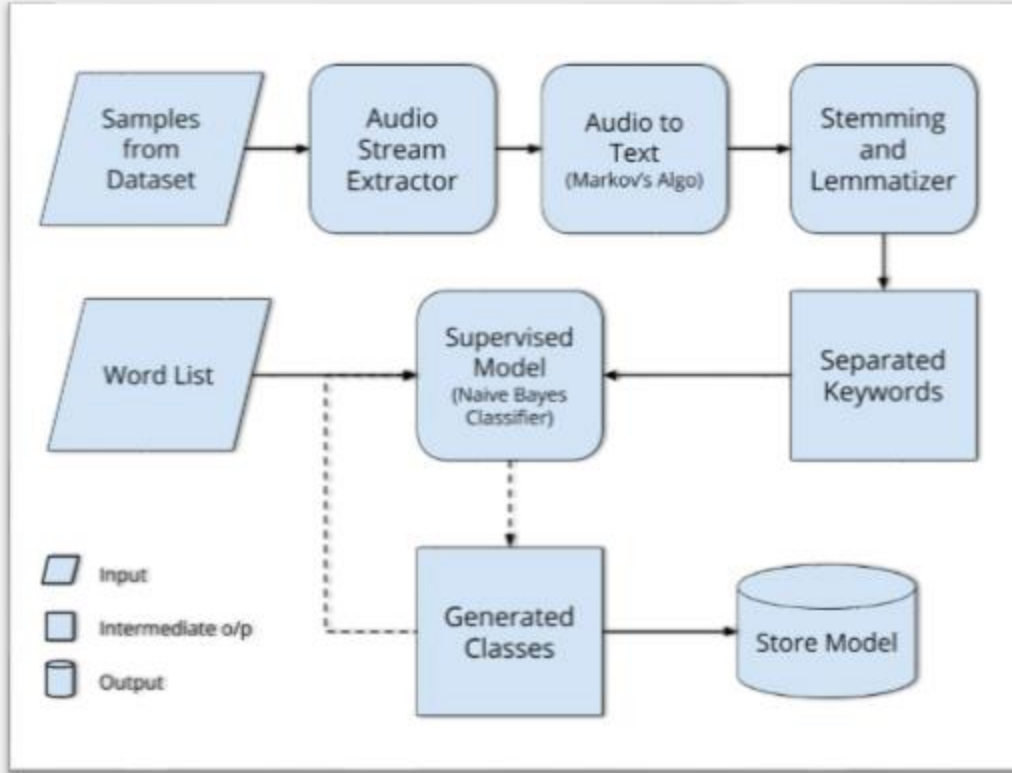 Samples
from
Dataset
Audio
Stream
Extractor
Audio to
Text
(Markov's Algo)
Stemming
and
Lemmatizer
Word List
Supervised
Model
(Naive Bayes
Classifier)
Separated
Keywords
Input
Intermediate o/p
Output
Generated
Classes
Store Model